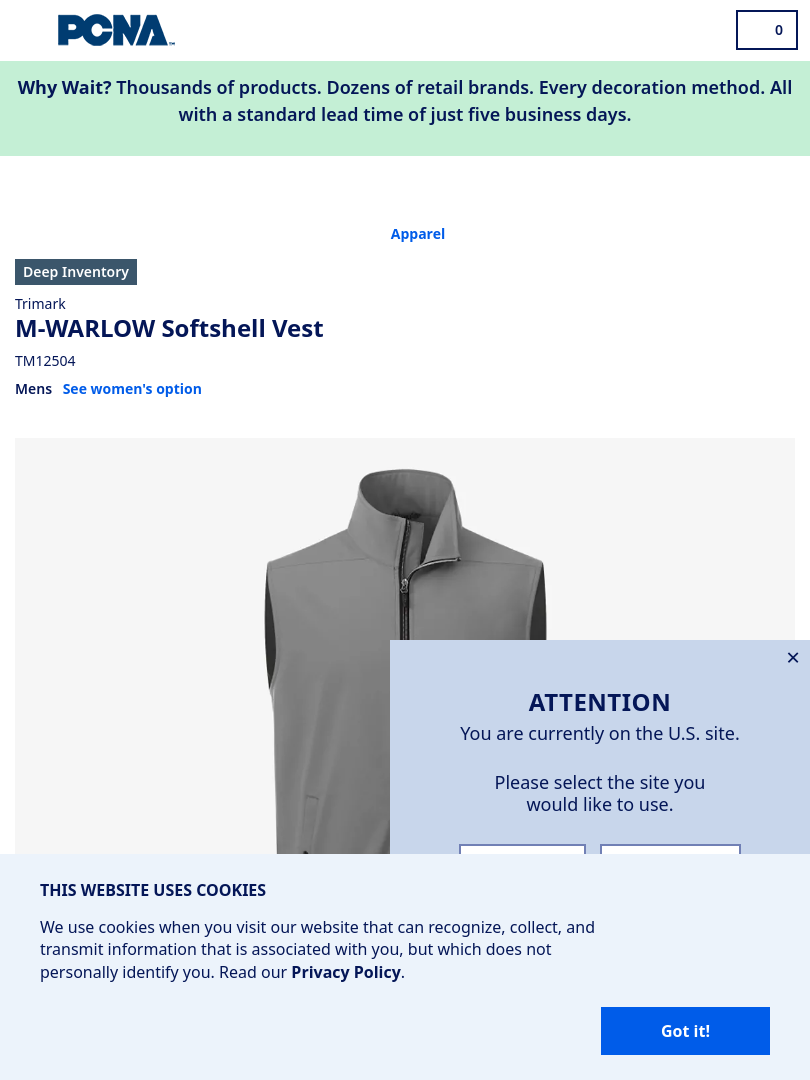 PCNA™
0
Why Wait? Thousands of products. Dozens of retail brands. Every decoration method. All
with a standard lead time of just five business days.
Apparel
Deep Inventory
Trimark
M-WARLOW Softshell Vest
TM12504
Mens See women's option
✕
ATTENTION
You are currently on the U.S. site.
Please select the site you
would like to use.
THIS WEBSITE USES COOKIES
We use cookies when you visit our website that can recognize, collect, and
transmit information that is associated with you, but which does not
personally identify you. Read our Privacy Policy.
Got it!